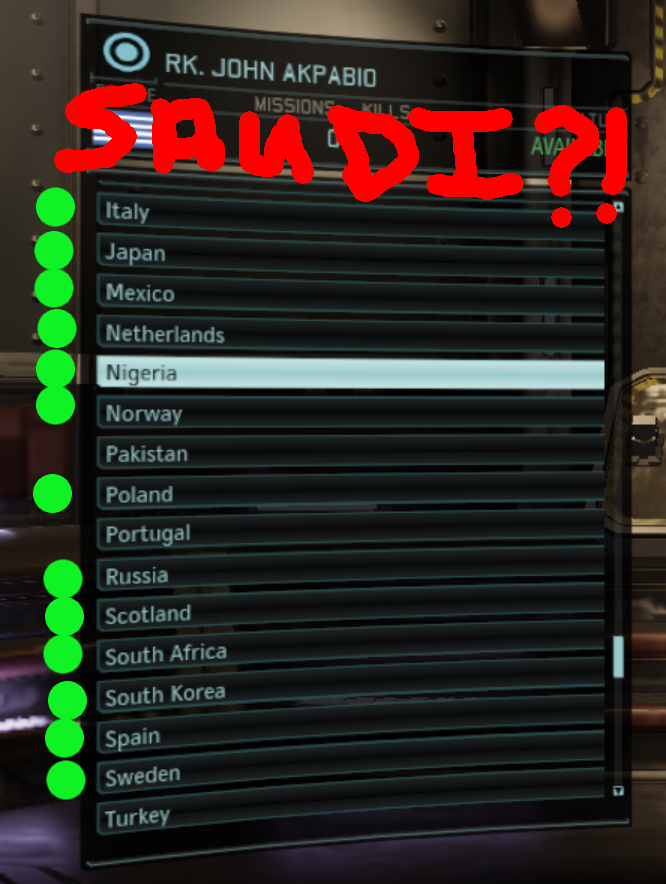 RK. JOHN AKPABIO
MISSIONS KILLS
SAUDI?!
Italy
Japan
Mexico
Netherlands
Nigeria
Norway
Pakistan
Poland
Portugal
Russia
Scotland
South Africa
South Korea
Spain
Sweden
Turkey